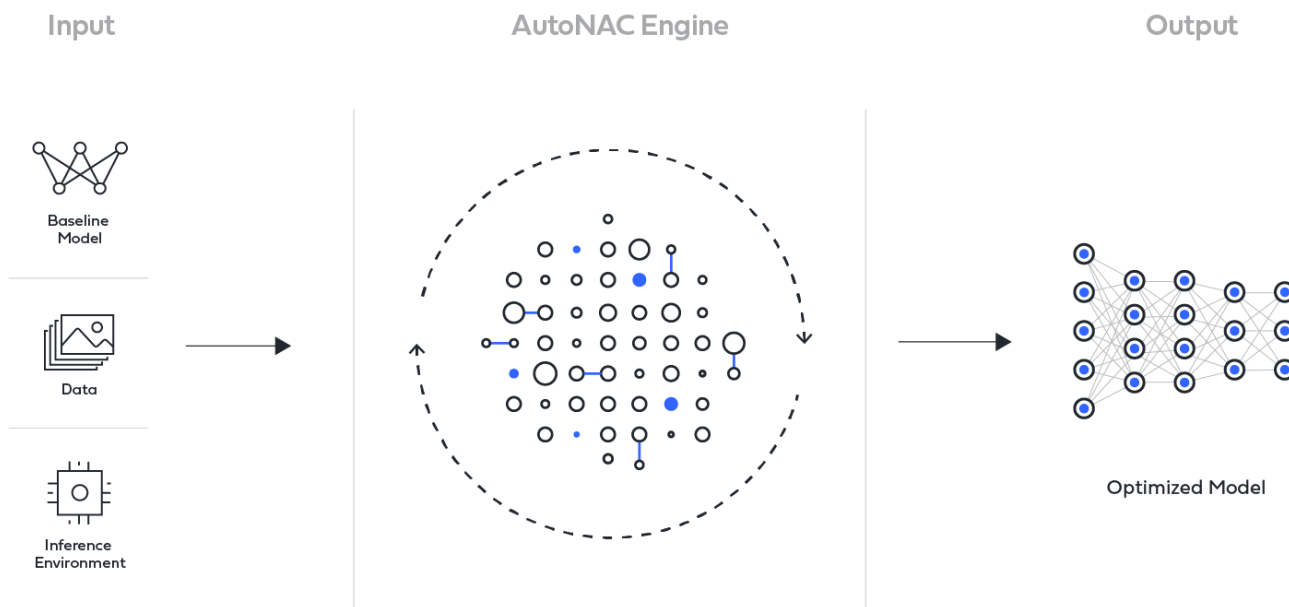 Input
AutoNAC Engine
Output
Baseline
Model
Data
Inference
Environment
Optimized Model